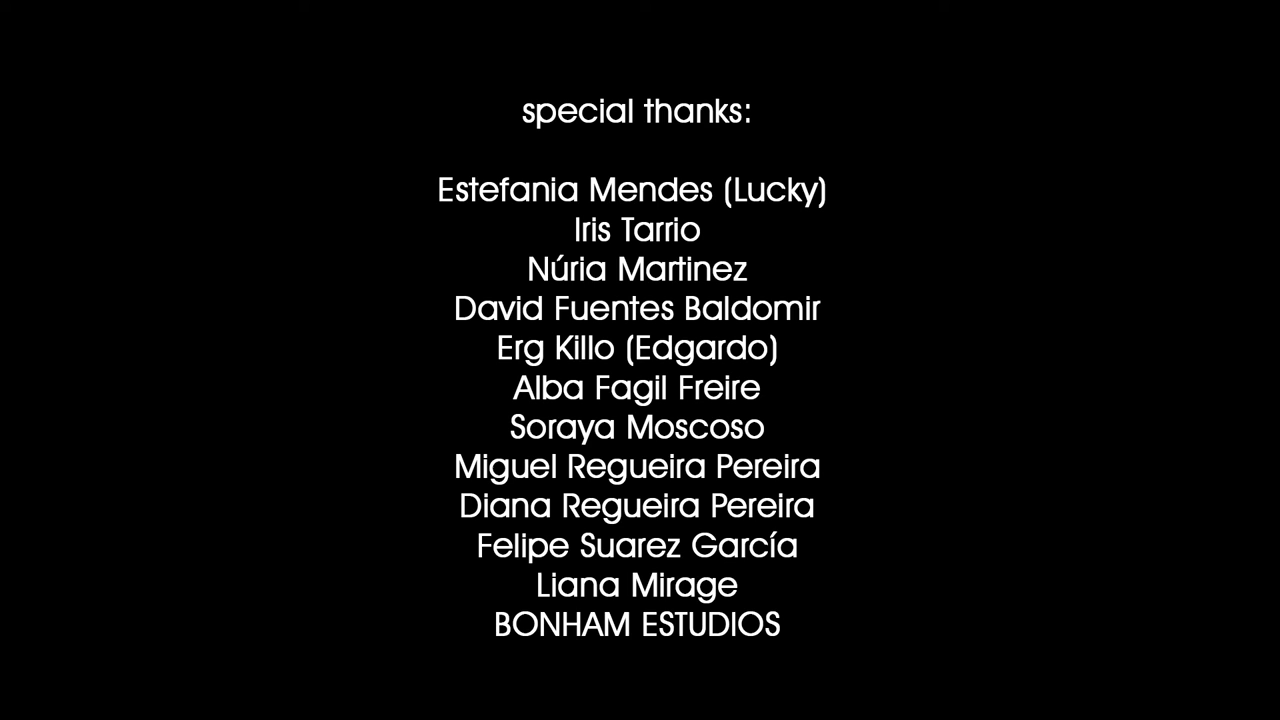 special thanks:
Estefania Mendes (Lucky)
Iris Tarrio
Núria Martinez
David Fuentes Baldomir
Erg Killo (Edgardo)
Alba Fagil Freire
Soraya Moscoso
Miguel Regueira Pereira
Diana Regueira Pereira
Felipe Suarez García
Liana Mirage
BONHAM ESTUDIOS